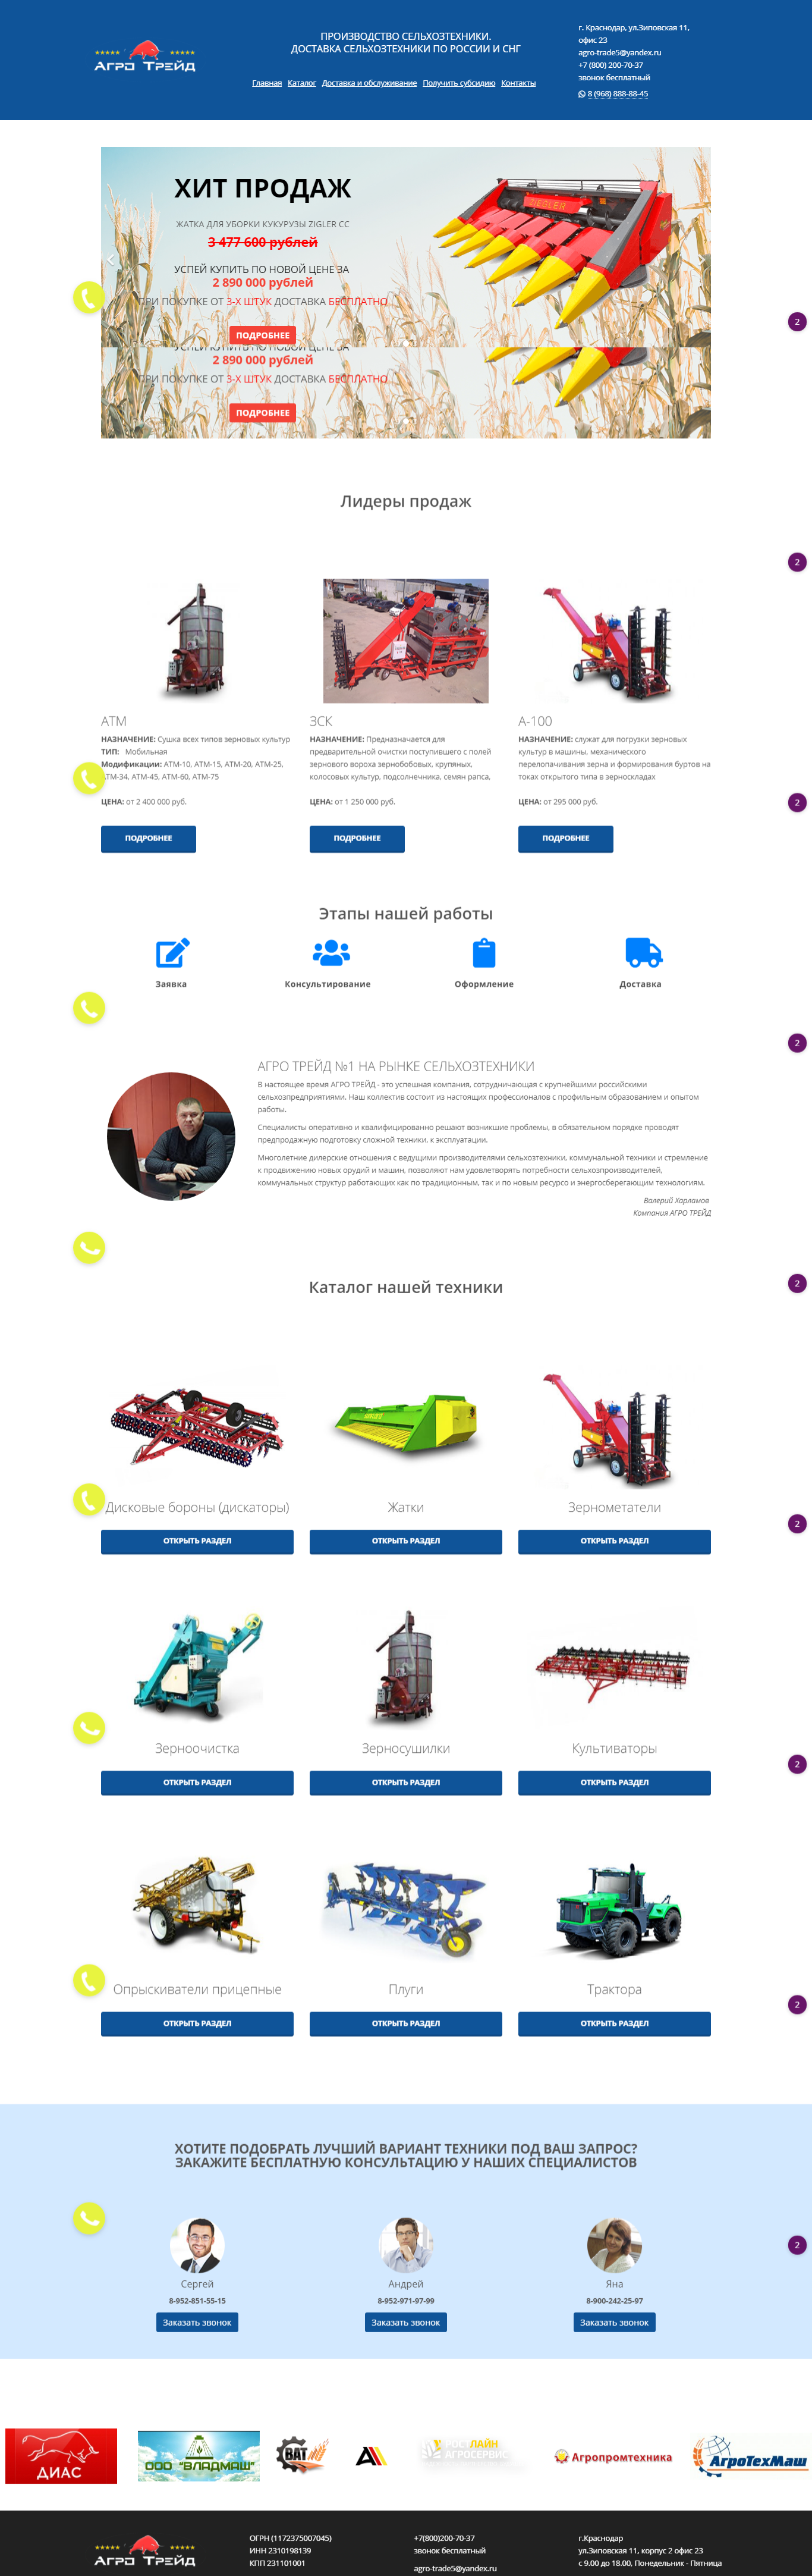 Агро Трейд
ПРОИЗВОДСТВО СЕЛЬХОЗТЕХНИКИ.
ДОСТАВКА СЕЛЬХОЗТЕХНИКИ ПО РОССИИ И СНГ
Главная Каталог Доставка и обслуживание Получить субсидию Контакты
г. Краснодар, ул.Зиповская 11,
офис 23
agro-trade5@yandex.ru
+7 (800) 200-70-37
звонок бесплатный
8 (968) 888-88-45
ХИТ ПРОДАЖ
ЖАТКА ДЛЯ УБОРКИ КУКУРУЗЫ ZIGLER CC
3 477 600 рублей
УСПЕЙ КУПИТЬ ПО НОВОЙ ЦЕНЕ ЗА
2 890 000 рублей
ПРИ ПОКУПКЕ ОТ 3-Х ШТУК ДОСТАВКА БЕСПЛАТНО
ПОДРОБНЕЕ
ZIEGLER
2
УСПЕЙ КУПИТЬ ПО НОВОЙ ЦЕНЕ ЗА
2 890 000 рублей
ПРИ ПОКУПКЕ ОТ 3-Х ШТУК ДОСТАВКА БЕСПЛАТНО
ПОДРОБНЕЕ
Лидеры продаж
2
АТМ
НАЗНАЧЕНИЕ: Сушка всех типов зерновых культур
ТИП: Мобильная
Модификации: АТМ-10, АТМ-15, АТМ-20, АТМ-25,
АТМ-34, АТМ-45, АТМ-60, АТМ-75
ЦЕНА: от 2 400 000 руб.
ПОДРОБНЕЕ
ЗСК
НАЗНАЧЕНИЕ: Предназначается для
предварительной очистки поступившего с полей
зернового вороха зернобобовых, крупяных,
колосовых культур, подсолнечника, семян рапса,
ЦЕНА: от 1 250 000 руб.
ПОДРОБНЕЕ
А-100
НАЗНАЧЕНИЕ: служат для погрузки зерновых
культур в машины, механического
перелопачивания зерна и формирования буртов на
токах открытого типа в зерноскладах
ЦЕНА: от 295 000 руб.
ПОДРОБНЕЕ
2
Этапы нашей работы
Заявка
Консультирование
Оформление
Доставка
2
АГРО ТРЕЙД №1 НА РЫНКЕ СЕЛЬХОЗТЕХНИКИ
В настоящее время АГРО ТРЕЙД - это успешная компания, сотрудничающая с крупнейшими российскими
сельхозпредприятиями. Наш коллектив состоит из настоящих профессионалов с профильным образованием и опытом
работы.
Специалисты оперативно и квалифицированно решают возникшие проблемы, в обязательном порядке проводят
предпродажную подготовку сложной техники, к эксплуатации.
Многолетние дилерские отношения с ведущими производителями сельхозтехники, коммунальной техники и стремление
к продвижению новых орудий и машин, позволяют нам удовлетворять потребности сельхозпроизводителей,
коммунальных структур работающих как по традиционным, так и по новым ресурсо и энергосберегающим технологиям.
Валерий Харламов
Компания АГРО ТРЕЙД
Каталог нашей техники
2
Дисковые бороны (дискаторы)
ОТКРЫТЬ РАЗДЕЛ
Жатки
ОТКРЫТЬ РАЗДЕЛ
Зернометатели
ОТКРЫТЬ РАЗДЕЛ
2
Зерноочистка
ОТКРЫТЬ РАЗДЕЛ
Зерносушилки
ОТКРЫТЬ РАЗДЕЛ
Культиваторы
ОТКРЫТЬ РАЗДЕЛ
2
Опрыскиватели прицепные
ОТКРЫТЬ РАЗДЕЛ
Плуги
ОТКРЫТЬ РАЗДЕЛ
Трактора
ОТКРЫТЬ РАЗДЕЛ
2
ХОТИТЕ ПОДОБРАТЬ ЛУЧШИЙ ВАРИАНТ ТЕХНИКИ ПОД ВАШ ЗАПРОС?
ЗАКАЖИТЕ БЕСПЛАТНУЮ КОНСУЛЬТАЦИЮ У НАШИХ СПЕЦИАЛИСТОВ
2
Сергей
8-952-851-55-15
Заказать звонок
Андрей
8-952-971-97-99
Заказать звонок
Яна
8-900-242-25-97
Заказать звонок
ДИАС
ООО "ВЛАДМАШ"
ВАТ
РОСТ ЛАЙН
АГРОСЕРВИС
Агропромтехника
АгроТехМаш
Агро Трейд
ОГРН (1172375007045)
ИНН 2310198139
КПП 231101001
+7(800)200-70-37
звонок бесплатный
agro-trade5@yandex.ru
г.Краснодар
ул.Зиповская 11, корпус 2 офис 23
с 9.00 до 18.00, Понедельник - Пятница